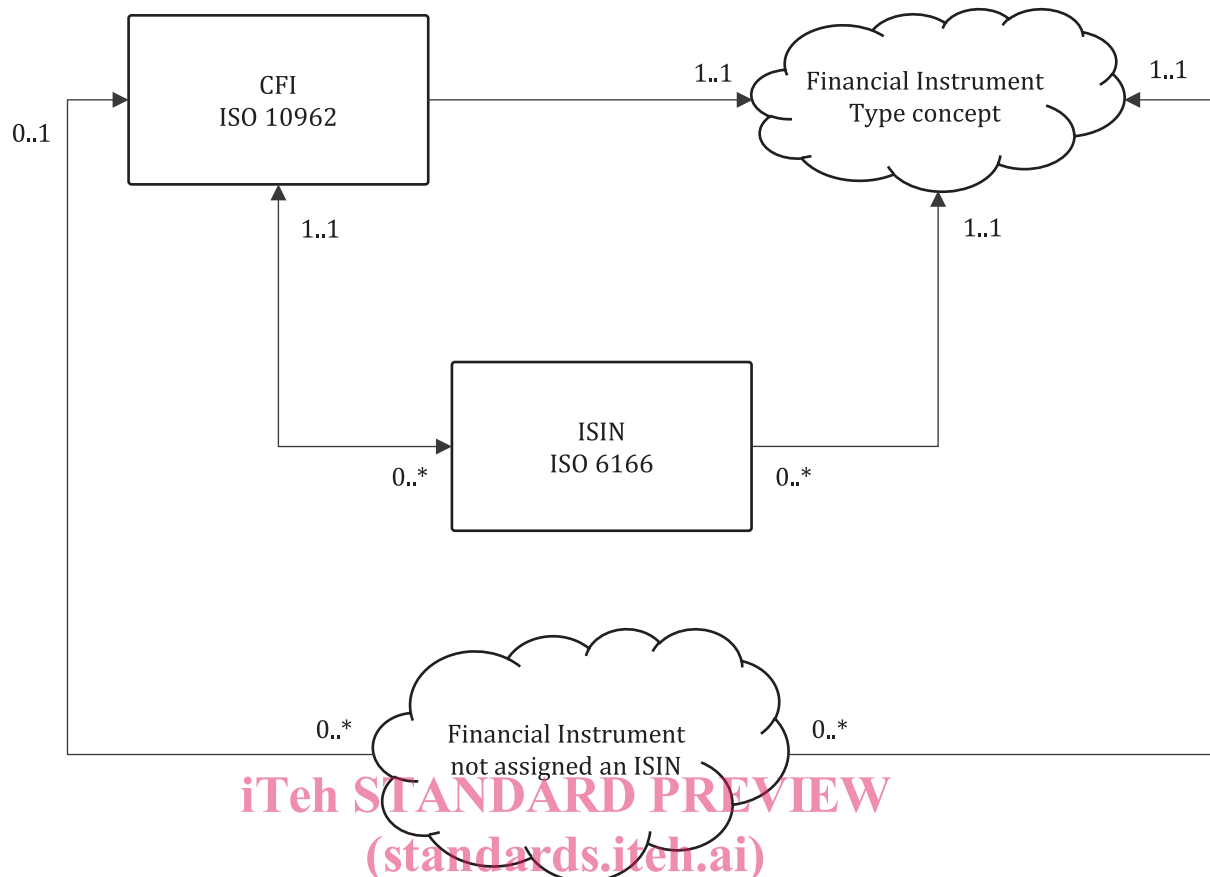 CFI
ISO 10962
1..1
Financial Instrument
Type concept
1..1
0..1
1..1
1..1
ISIN
ISO 6166
0..*
0..*
0..*
Financial Instrument
not assigned an ISIN
0..*
iTeh STANDARD PREVIEW
(standards.iteh.ai)